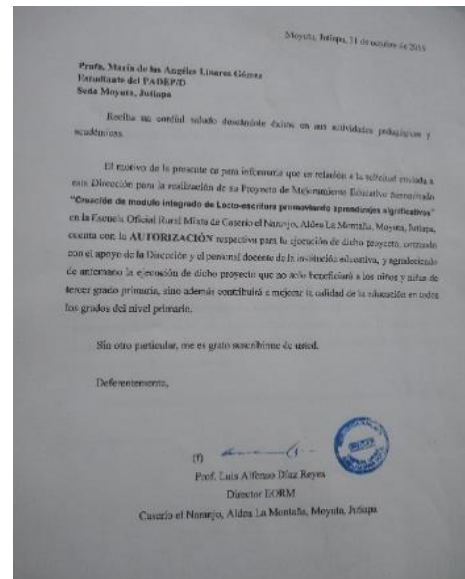 Moyuta, Jutiapa, 31 de octubre de 2018
Profa. María de los Angéles Linares Gómez
Estudiante del PADEP/D
Sede Moyuta, Jutiapa
Reciba un cordial saludo deseándole éxitos en sus actividades pedagógicas y
académicas.
El motivo de la presente es para informarle que en relación a la solicitud enviada a
esta Dirección para la realización de su Proyecto de Mejoramiento Educativo denominado
"Creación de modulo integrado de Lecto-escritura promoviendo aprendizajes significativos"
en la Escuela Oficial Rural Mixta de Caserío el Naranjo, Aldea La Montaña, Moyuta, Jutiapa,
cuenta con la AUTORIZACIÓN respectiva para la ejecución de dicho proyecto, contando
con el apoyo de la Dirección y el personal docente de la institución educativa, y agradeciendo
de antemano la ejecución de dicho proyecto que no solo beneficiará a los niños y niñas de
tercer grado primaria, sino además contribuirá a mejorar la calidad de la educación en todos
los grados del nivel primario.
Sin otro particular, me es grato suscribirme de usted.
Deferentemente,
(f)
Prof. Luis Alfonso Díaz Reyes
Director EORM
Caserío el Naranjo, Aldea La Montaña, Moyuta, Jutiapa